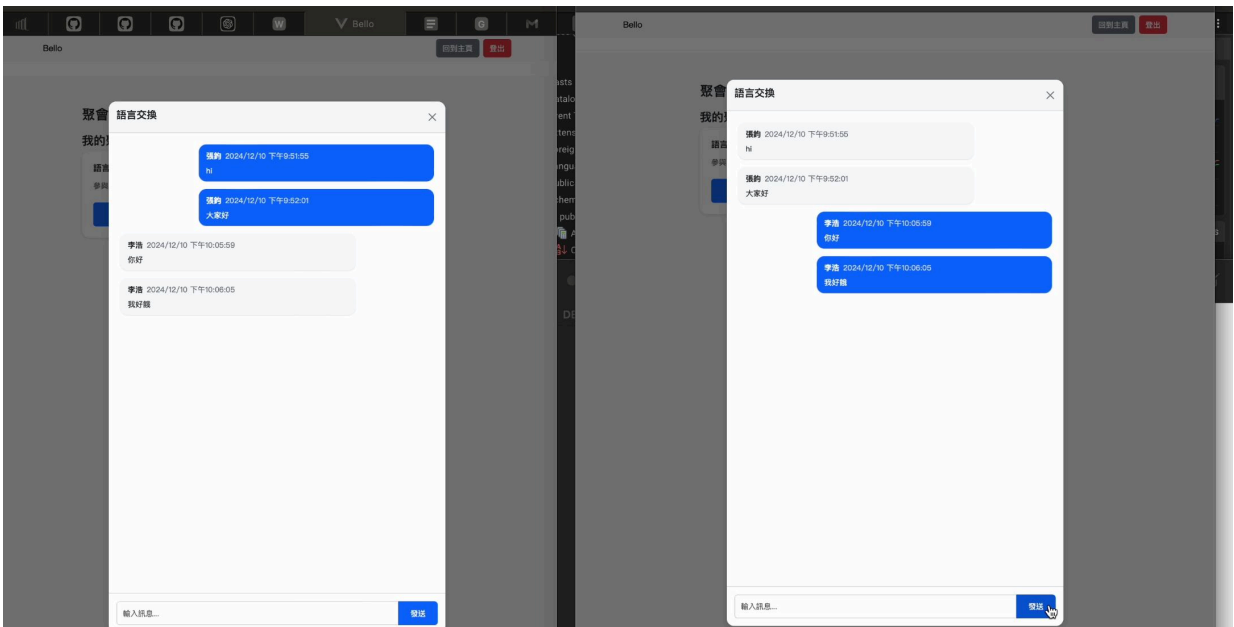 Bello
Bello
回到主頁
登出
語言交換
張鈞 2024/12/10 下午9:51:55
hi
張鈞 2024/12/10 下午9:52:01
大家好
李浩 2024/12/10 下午10:05:59
你好
李浩 2024/12/10 下午10:06:05
我好餓
輸入訊息...
發送
聚會
我的
語言
參與
Bello
回到主頁
登出
語言交換
張鈞 2024/12/10 下午9:51:55
hi
張鈞 2024/12/10 下午9:52:01
大家好
李浩 2024/12/10 下午10:05:59
你好
李浩 2024/12/10 下午10:06:05
我好餓
輸入訊息...
發送
聚會
我的